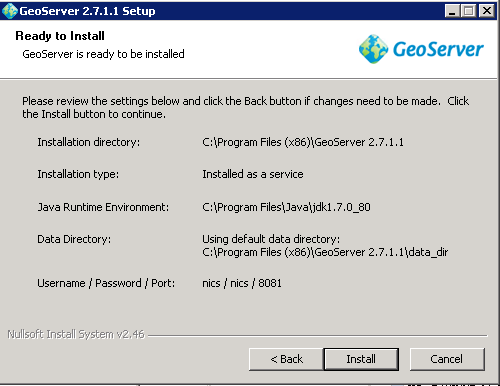 GeoServer 2.7.1.1 Setup
Ready to Install
GeoServer is ready to be installed
GeoServer
Please review the settings below and click the Back button if changes need to be made. Click
the Install button to continue.
Installation directory: C:\Program Files (x86)\GeoServer 2.7.1.1
Installation type: Installed as a service
Java Runtime Environment: C:\Program Files\Java\jdk1.7.0_80
Data Directory: Using default data directory:
C:\Program Files (x86)\GeoServer 2.7.1.1\data_dir
Username / Password / Port: nics / nics / 8081
Nullsoft Install System v2.46
< Back Install Cancel